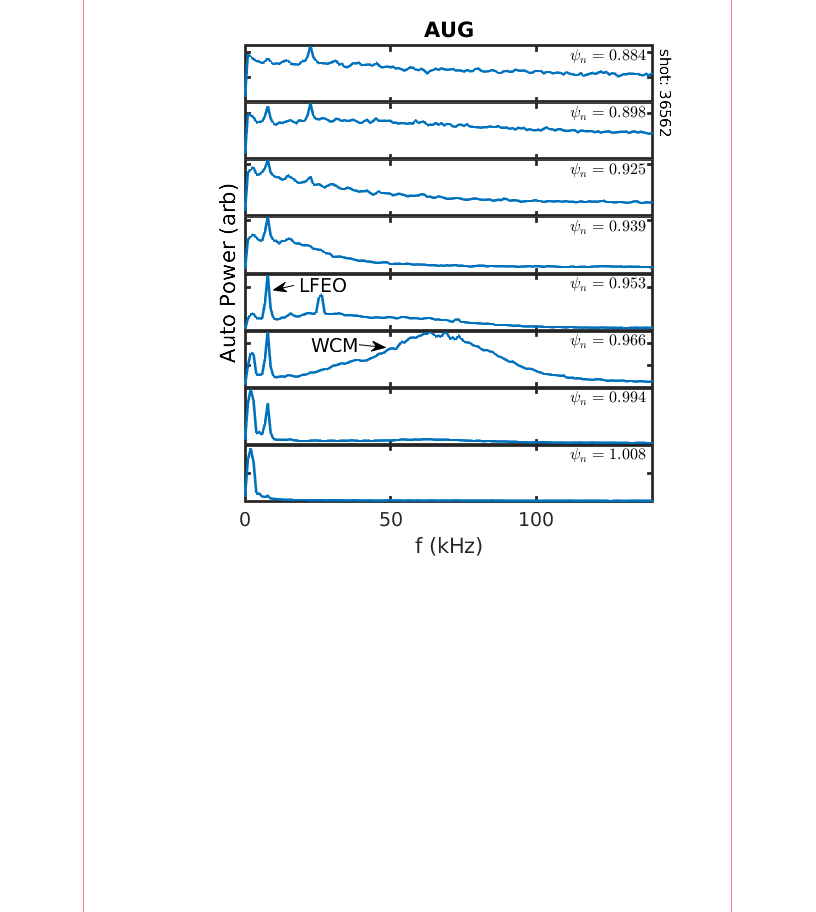 AUG
ψₙ = 0.884
shot: 36562
ψₙ = 0.898
ψₙ = 0.925
ψₙ = 0.939
ψₙ = 0.953
LFEO
ψₙ = 0.966
WCM
ψₙ = 0.994
ψₙ = 1.008
Auto Power (arb)
0 50 100
f (kHz)